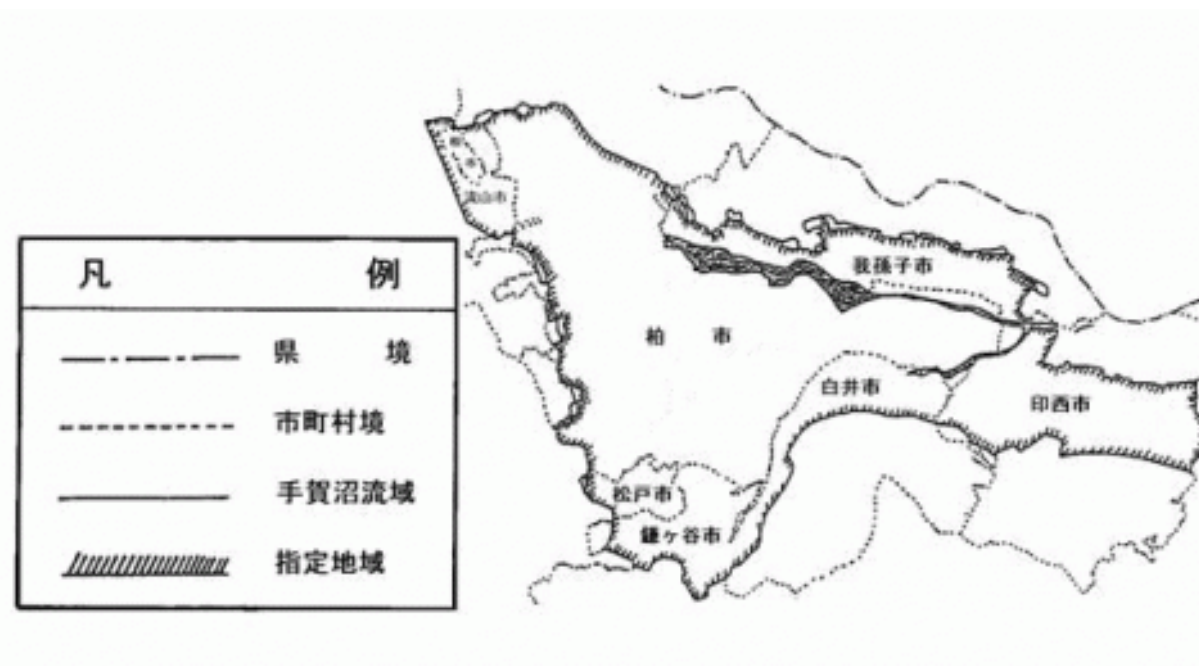 凡 例
県 境
市町村境
手賀沼流域
指定地域
流山市
我孫子市
柏 市
白井市
印西市
松戸市
鎌ヶ谷市